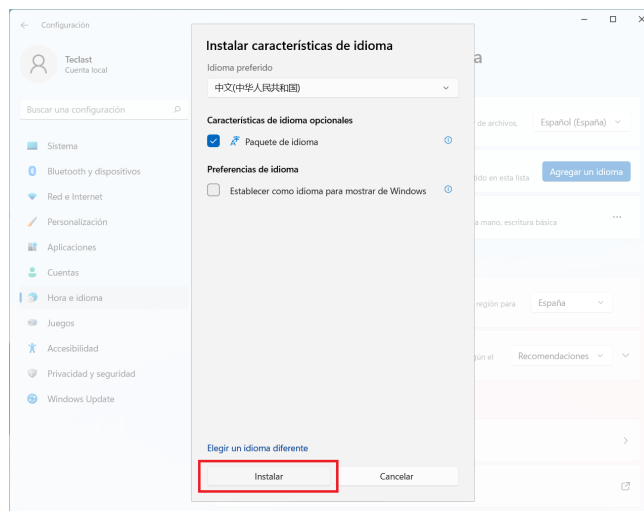 Configuración
Teclast
Cuenta local
Buscar una configuración
Sistema
Bluetooth y dispositivos
Red e Internet
Personalización
Aplicaciones
Cuentas
Hora e idioma
Juegos
Accesibilidad
Privacidad y seguridad
Windows Update
Instalar características de idioma
Idioma preferido
中文(中华人民共和国)
Características de idioma opcionales
Paquete de idioma
Preferencias de idioma
Establecer como idioma para mostrar de Windows
Elegir un idioma diferente
Instalar
Cancelar
a
de archivos,
Español (España)
tido en esta lista
Agregar un idioma
a mano, escritura básica
región para
España
gún el
Recomendaciones